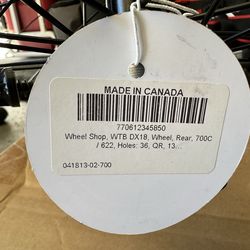 MADE IN CANADA
770612345850
Wheel Shop, WTB DX18, Wheel, Rear, 700C
/ 622, Holes: 36, QR, 13...
041813-02-700